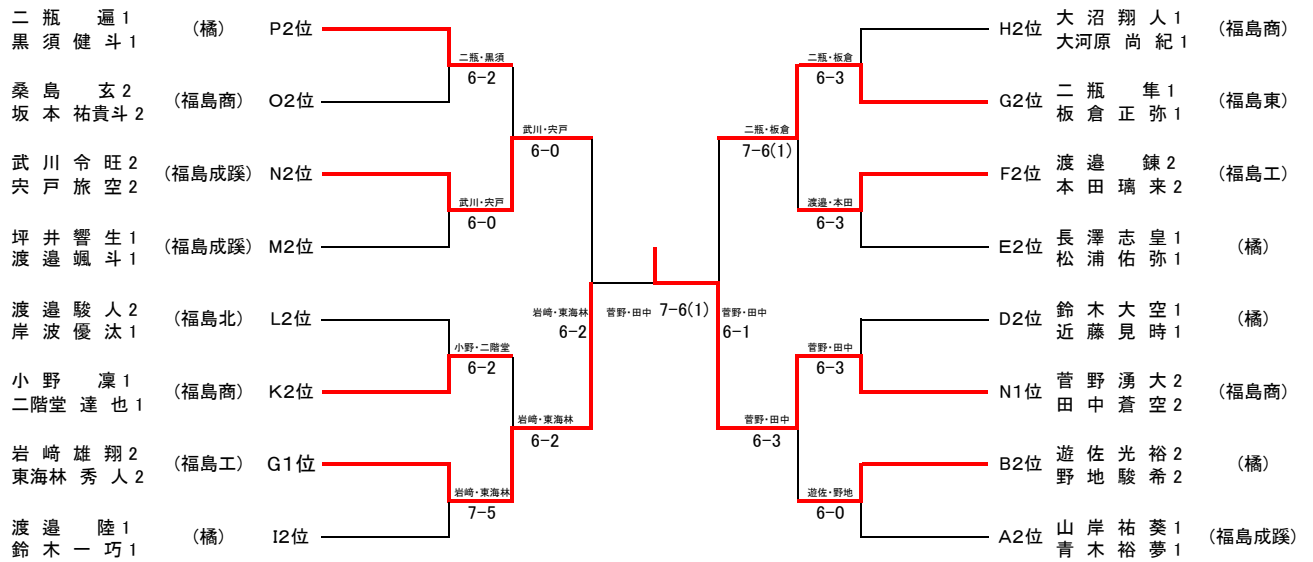 二 瓶 遍 1
黒 須 健 斗 1
(橘)
P2位
桑 島 玄 2
坂 本 祐貴斗 2
(福島商)
O2位
武 川 令 旺 2
宍 戸 旅 空 2
(福島成蹊)
N2位
坪 井 響 生 1
渡 邉 颯 斗 1
(福島成蹊)
M2位
渡 邉 駿 人 2
岸 波 優 汰 1
(福島北)
L2位
小 野 凜 1
二階堂 達 也 1
(福島商)
K2位
岩 﨑 雄 翔 2
東海林 秀 人 2
(福島工)
G1位
渡 邉 陸 1
鈴 木 一 巧 1
(橘)
I2位
二瓶・黒須
6-2
武川・宍戸
6-0
小野・二階堂
6-2
岩﨑・東海林
7-5
武川・宍戸
6-0
岩﨑・東海林
6-2
岩﨑・東海林
6-2
菅野・田中 7-6(1)
菅野・田中
6-1
二瓶・板倉
7-6(1)
菅野・田中
6-3
二瓶・板倉
6-3
渡邉・本田
6-3
菅野・田中
6-3
遊佐・野地
6-0
H2位
大 沼 翔 人 1
大河原 尚 紀 1
(福島商)
G2位
二 瓶 隼 1
板 倉 正 弥 1
(福島東)
F2位
渡 邉 錬 2
本 田 璃 来 2
(福島工)
E2位
長 澤 志 皇 1
松 浦 佑 弥 1
(橘)
D2位
鈴 木 大 空 1
近 藤 見 時 1
(橘)
N1位
菅 野 湧 大 2
田 中 蒼 空 2
(福島商)
B2位
遊 佐 光 裕 2
野 地 駿 希 2
(橘)
A2位
山 岸 祐 葵 1
青 木 裕 夢 1
(福島成蹊)